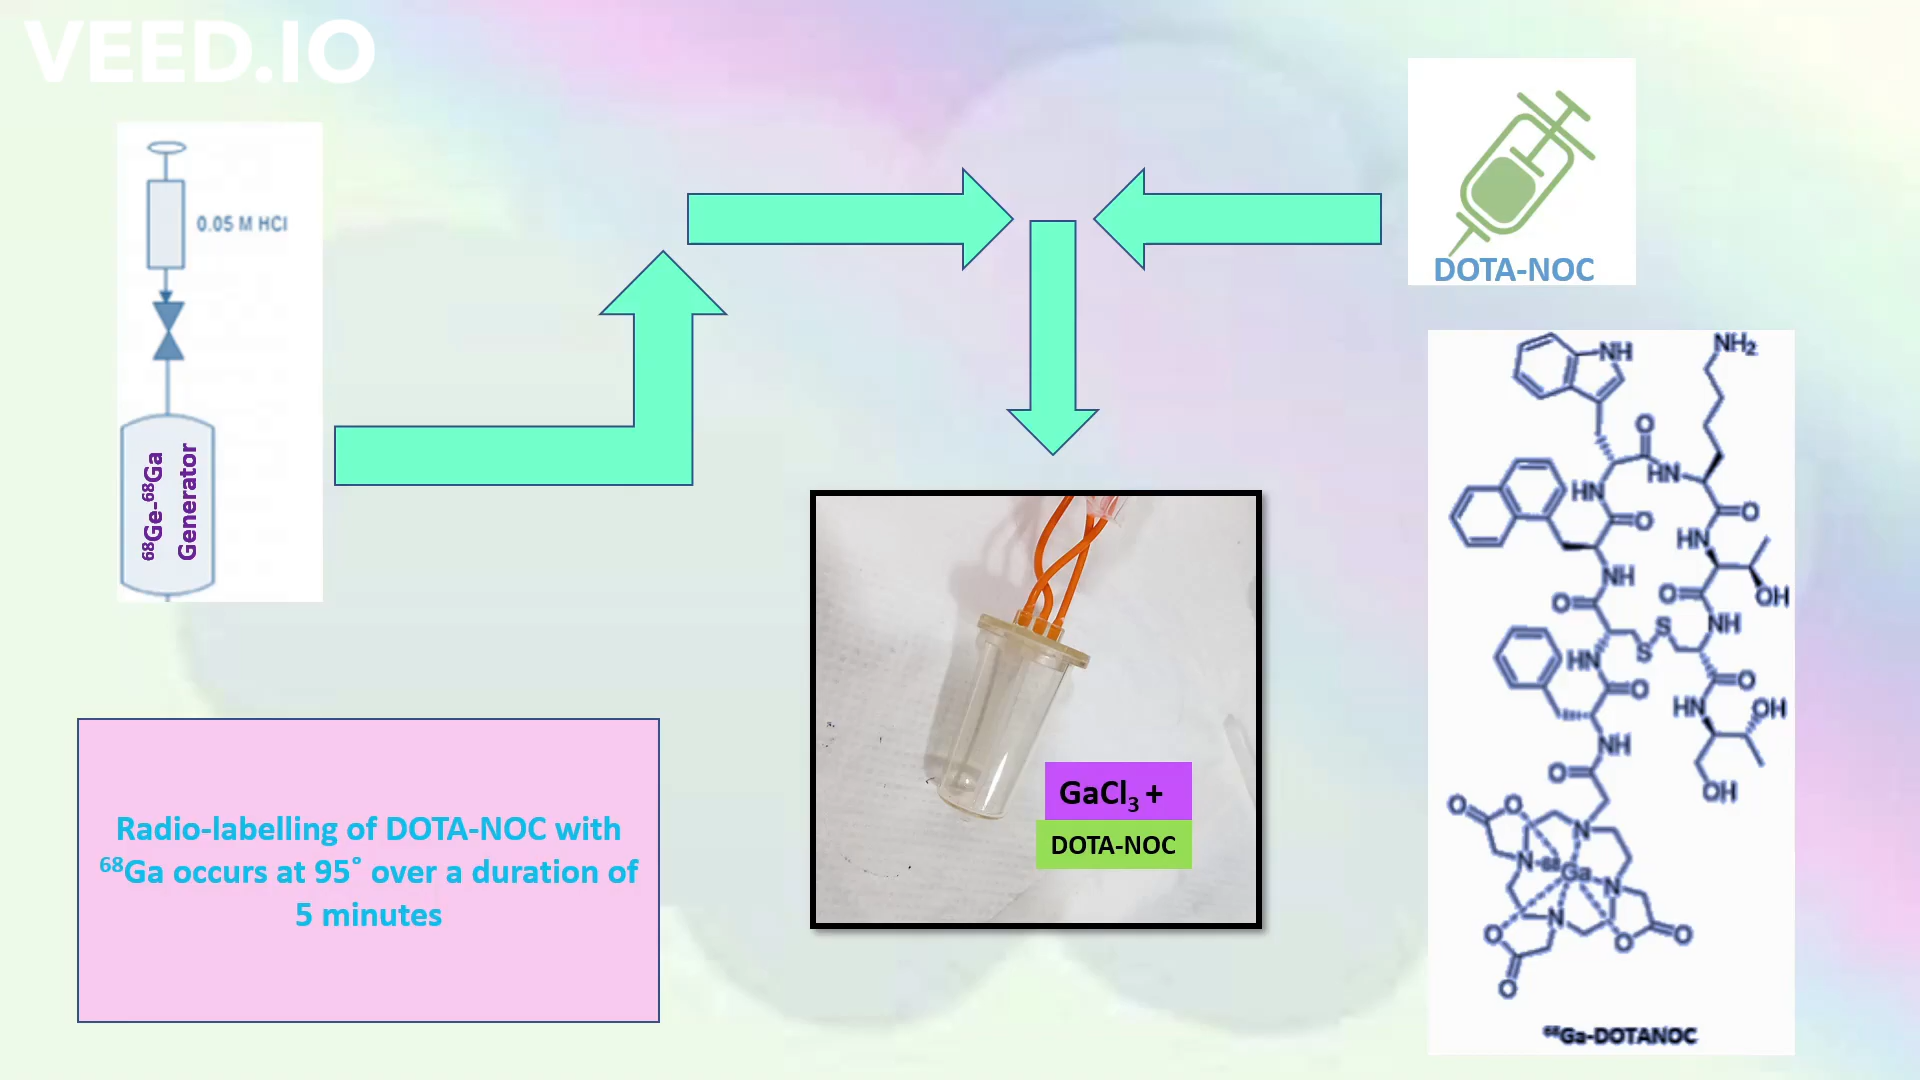 VEED.IO
0.05 M HCl
⁶⁸Ge-⁶⁸Ga
Generator
DOTA-NOC
NH
NH₂
O
HN
HN
O
O
HN
NH
O
O
OH
NH
S
S
HN
O
O
HN
OH
NH
O
OH
O
O
N
N
⁶⁸Ga
N
N
O
O
O
O
⁶⁸Ga-DOTANOC
GaCl₃ +
DOTA-NOC
Radio-labelling of DOTA-NOC with
⁶⁸Ga occurs at 95˚ over a duration of
5 minutes